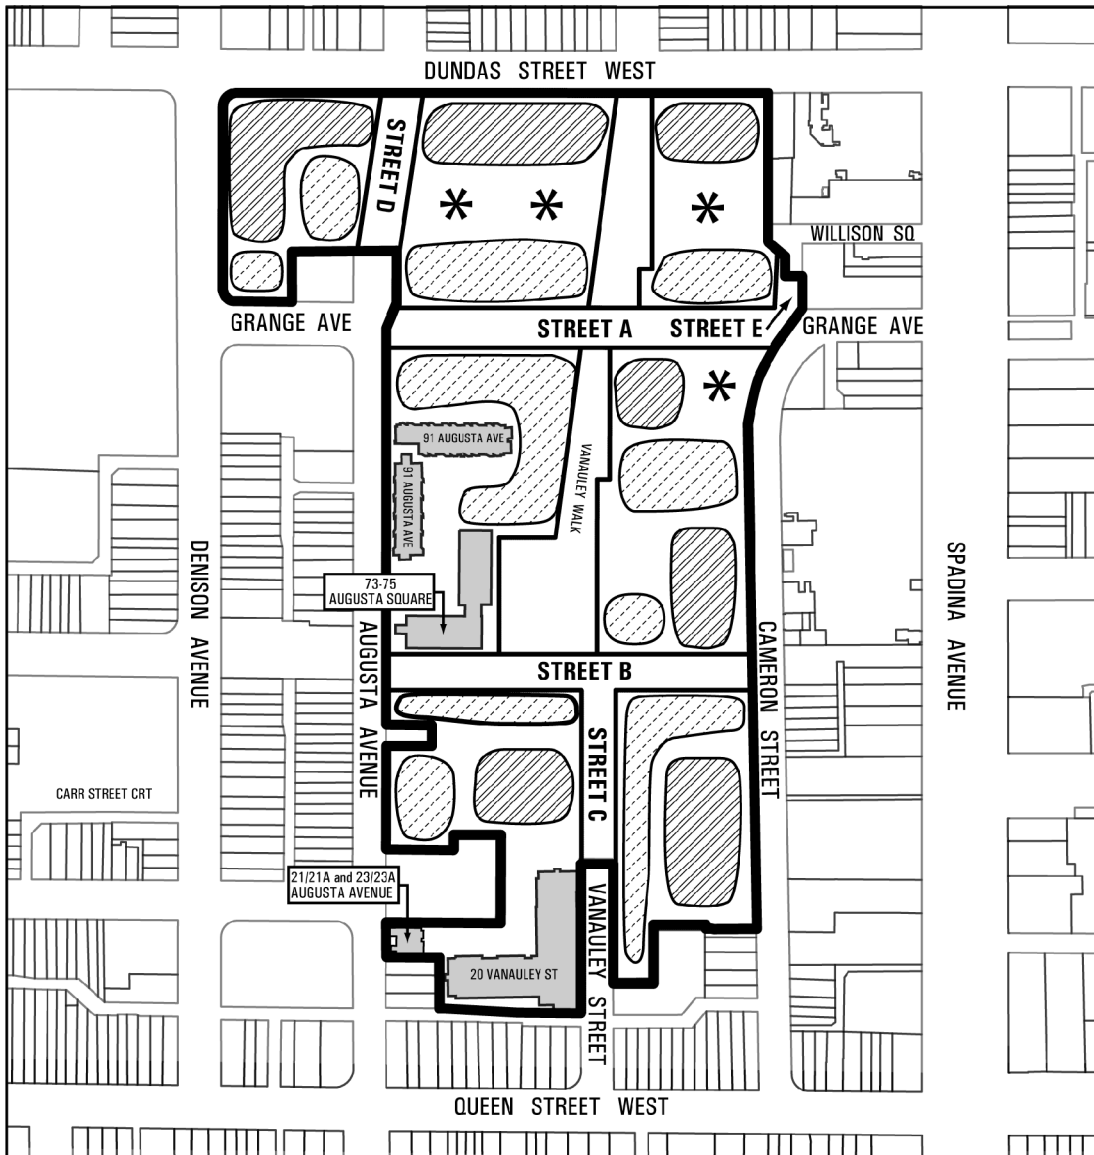 DUNDAS STREET WEST
STREET D
WILLISON SQ
GRANGE AVE
STREET A
STREET E
GRANGE AVE
91 AUGUSTA AVE
91 AUGUSTA AVE
VANAULEY WALK
DENISON AVENUE
73-75
AUGUSTA SQUARE
SPADINA AVENUE
AUGUSTA AVENUE
STREET B
CAMERON STREET
STREET C
CARR STREET CRT
21/21A and 23/23A
AUGUSTA AVENUE
VANAULEY STREET
20 VANAULEY ST
QUEEN STREET WEST